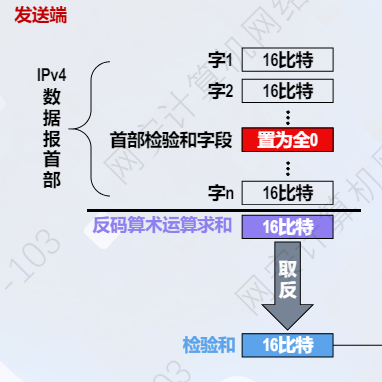 发送端
字1 16比特
IPv4
数
据
报
首
部
字2 16比特
首部检验和字段 置为全0
字n 16比特
反码算术运算求和 16比特
取
反
检验和 16比特
-103